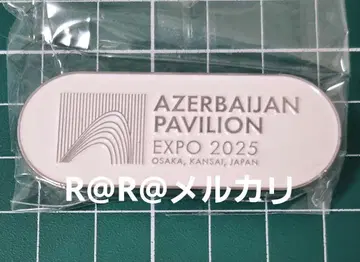 AZERBAIJAN
PAVILION
EXPO 2025
OSAKA, KANSAI, JAPAN
R@R@メルカリ